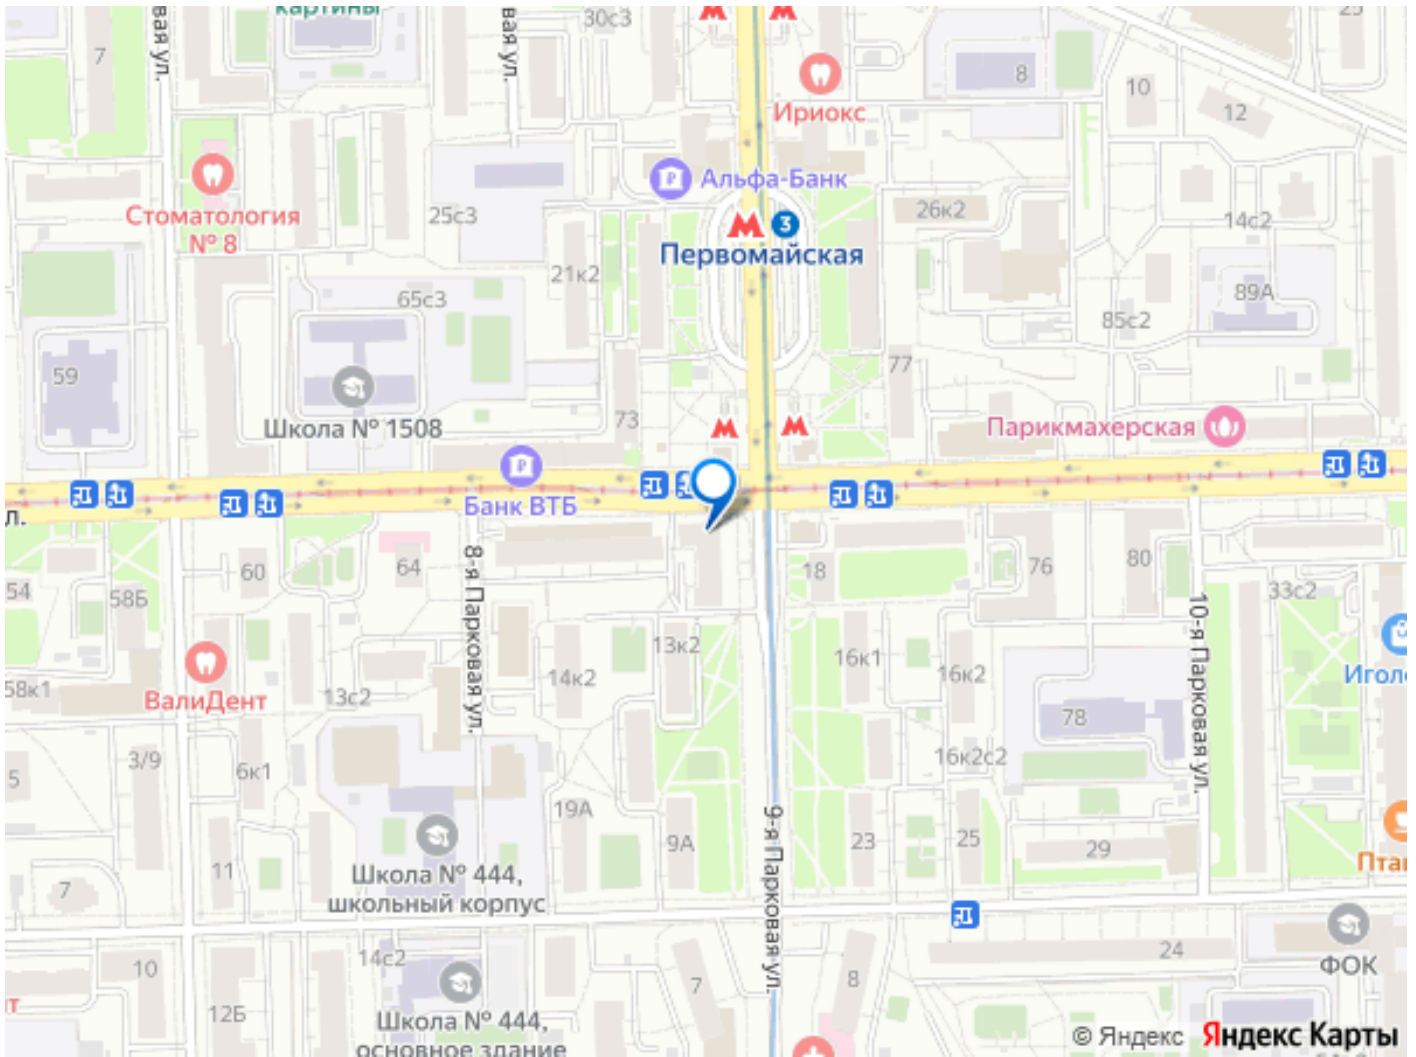 картины
30с3
25
7
вая ул.
вая ул.
8
10
12
Ириокс
Альфа-Банк
Стоматология
№ 8
25с3
26к2
14с2
3
Первомайская
21к2
65с3
89А
85с2
59
77
Школа № 1508
73
Парикмахерская
Банк ВТБ
л.
60
64
8-я Парковая ул.
18
76
80
54
58Б
33с2
10-я Парковая ул.
13к2
16к1
16к2
14к2
58к1
ВалиДент
13с2
Игол
78
3/9
6к1
16к2с2
5
19А
9А
9-я Парковая ул.
23
25
29
Школа № 444,
школьный корпус
11
7
Пта
14с2
10
24
ФОК
7
8
12Б
т
Школа № 444,
основное здание
© Яндекс Яндекс Карты